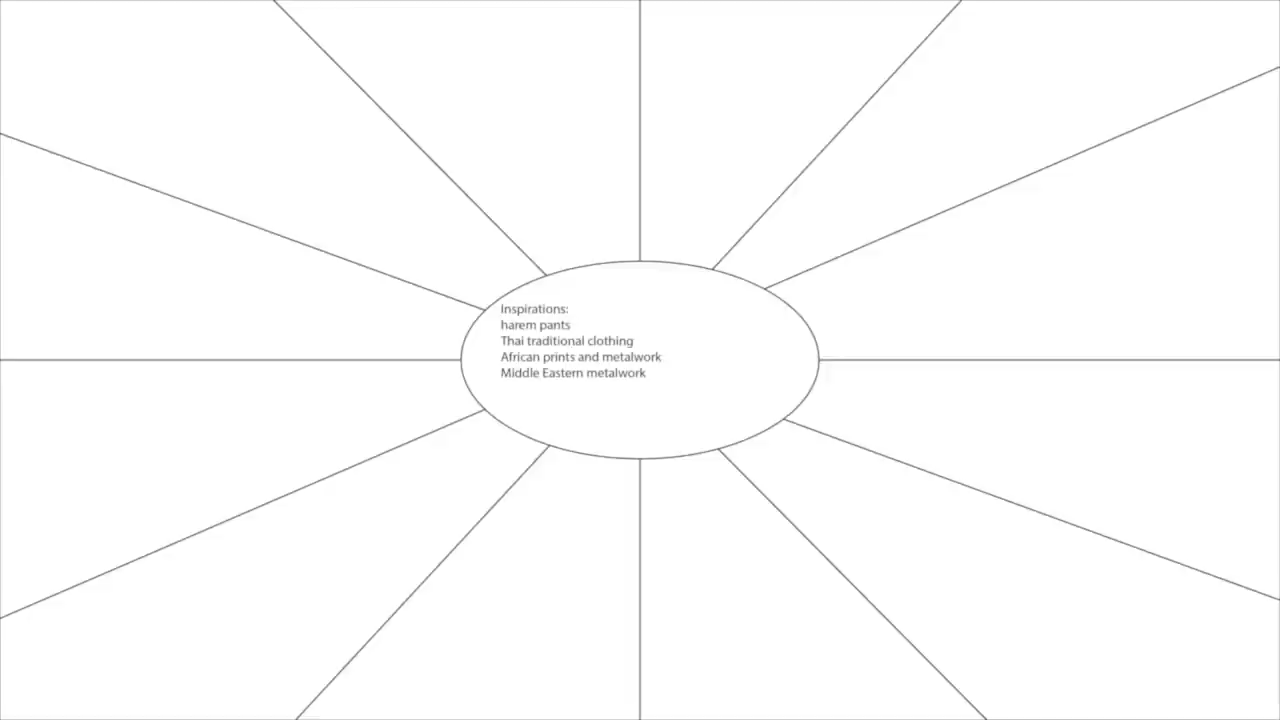 Inspirations:
harem pants
Thai traditional clothing
African prints and metalwork
Middle Eastern metalwork